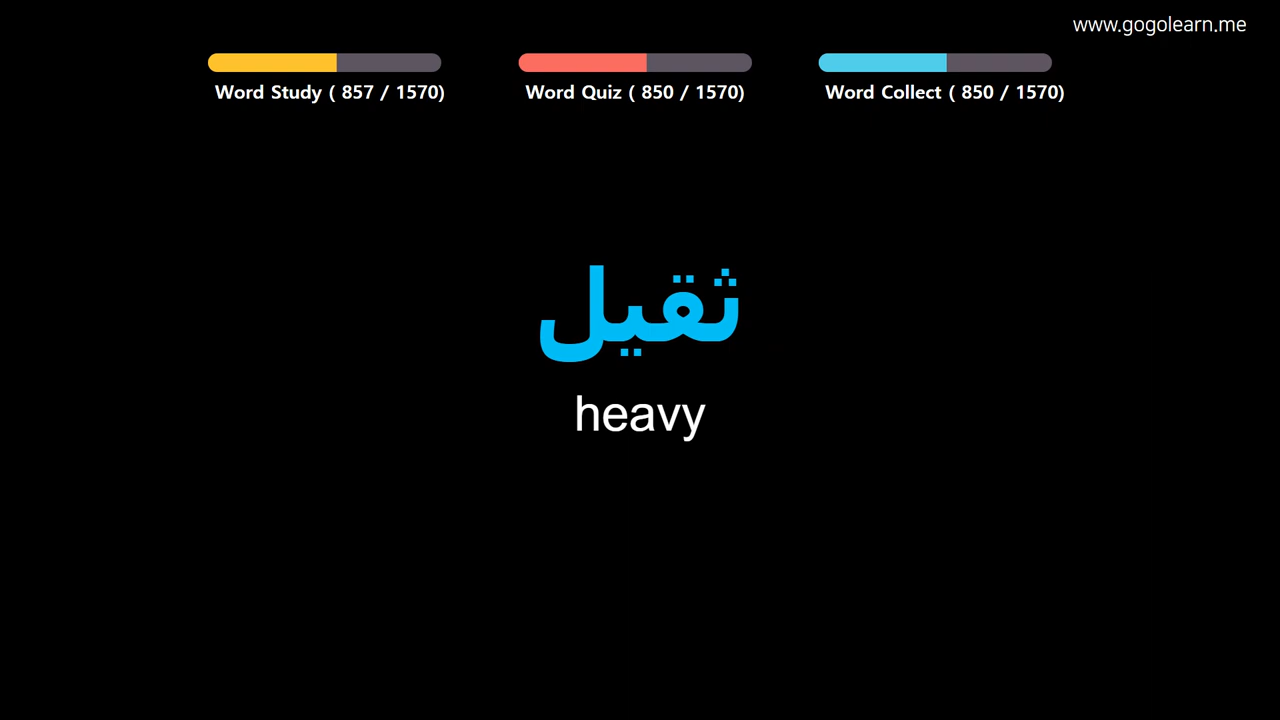 www.gogolearn.me
Word Study ( 857 / 1570)
Word Quiz ( 850 / 1570)
Word Collect ( 850 / 1570)
ثقيل
heavy